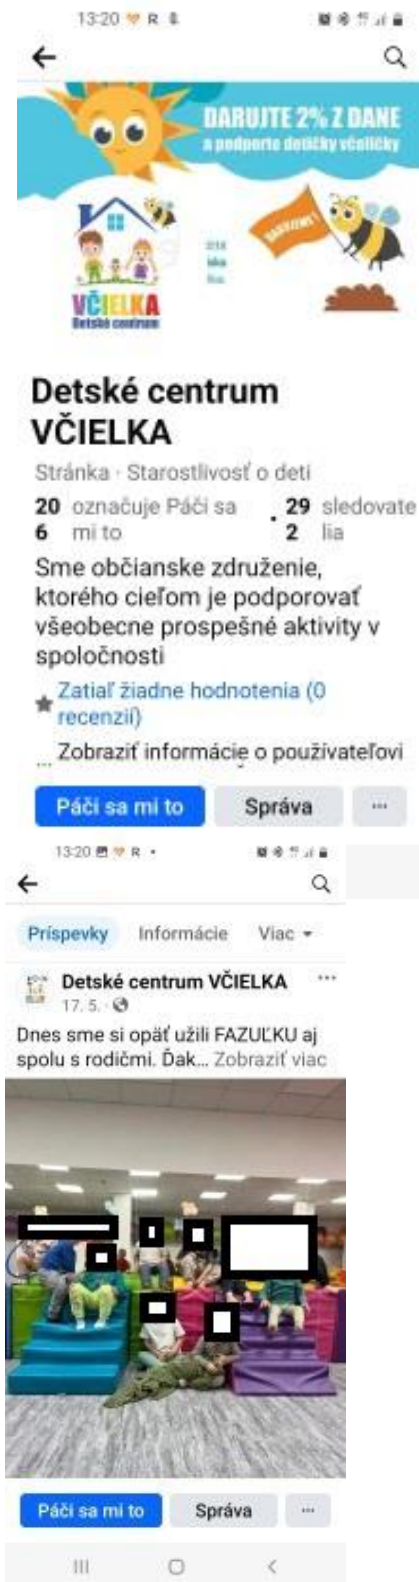 13:20 R
DARUJTE 2% Z DANE
a podporte detičky včeličky
DARUJEME!
VČIELKA
Detské centrum
Detské centrum
VČIELKA
Stránka · Starostlivosť o deti
20 označuje Páči sa · 29 sledovate
6 mi to 2 lia
Sme občianske združenie,
ktorého cieľom je podporovať
všeobecne prospešné aktivity v
spoločnosti
Zatiaľ žiadne hodnotenia (0
recenzií)
... Zobraziť informácie o používateľovi
Páči sa mi to Správa ...
13:20 R
Príspevky Informácie Viac
Detské centrum VČIELKA ...
17. 5. ·
Dnes sme si opäť užili FAZUĽKU aj
spolu s rodičmi. Ďak... Zobraziť viac
Páči sa mi to Správa ...